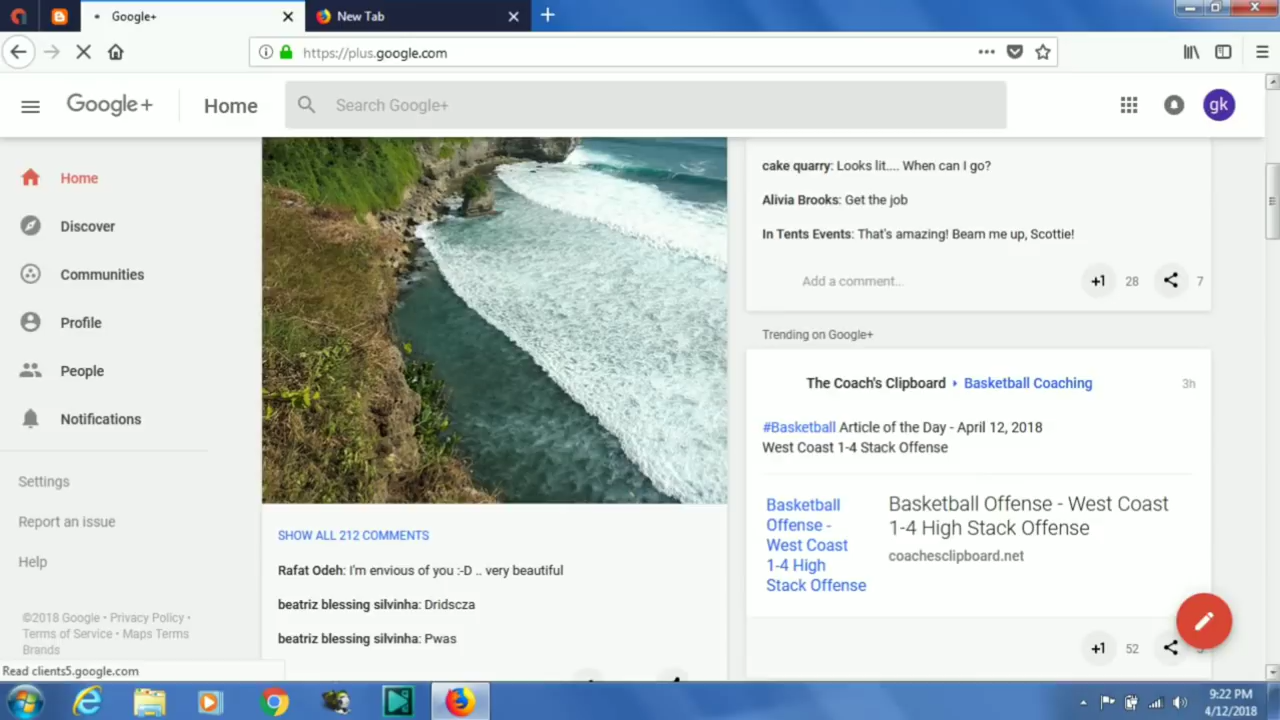 Google+
New Tab
https://plus.google.com
Google+
Home
Search Google+
gk
Home
Discover
Communities
Profile
People
Notifications
Settings
Report an issue
Help
©2018 Google • Privacy Policy •
Terms of Service • Maps Terms
Brands
Read clients5.google.com
SHOW ALL 212 COMMENTS
Rafat Odeh: I'm envious of you :-D .. very beautiful
beatriz blessing silvinha: Dridscza
beatriz blessing silvinha: Pwas
cake quarry: Looks lit.... When can I go?
Alivia Brooks: Get the job
In Tents Events: That's amazing! Beam me up, Scottie!
Add a comment...
+1 28 7
Trending on Google+
The Coach's Clipboard Basketball Coaching 3h
#Basketball Article of the Day - April 12, 2018
West Coast 1-4 Stack Offense
Basketball
Offense -
West Coast
1-4 High
Stack Offense
Basketball Offense - West Coast
1-4 High Stack Offense
coachesclipboard.net
+1 52
9:22 PM
4/12/2018